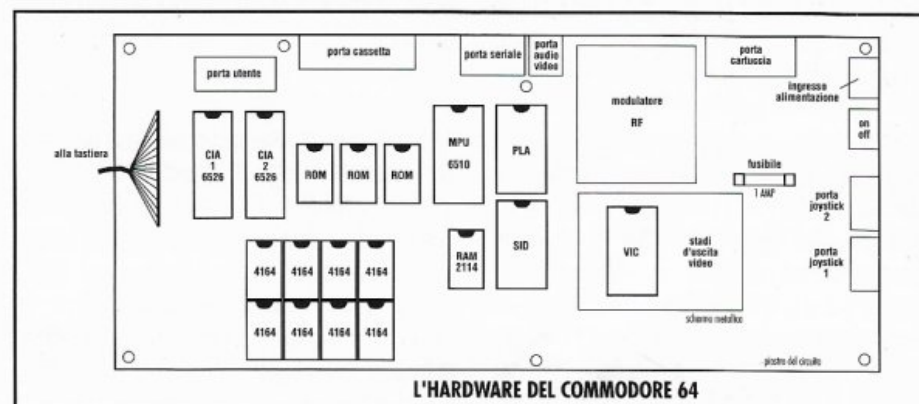 porta cassetta
porta seriale
porta
audio
video
porta
cartuccia
porta utente
ingresso
alimentazione
modulatore
RF
on
off
alla tastiera
CIA
1
6526
CIA
2
6526
ROM
ROM
ROM
MPU
6510
PLA
fusibile
1 AMP
porta
joystick
2
porta
joystick
1
RAM
2114
SID
VIC
stadi
d'uscita
video
4164
4164
4164
4164
4164
4164
4164
4164
schermo metallico
piastra del circuito
L'HARDWARE DEL COMMODORE 64